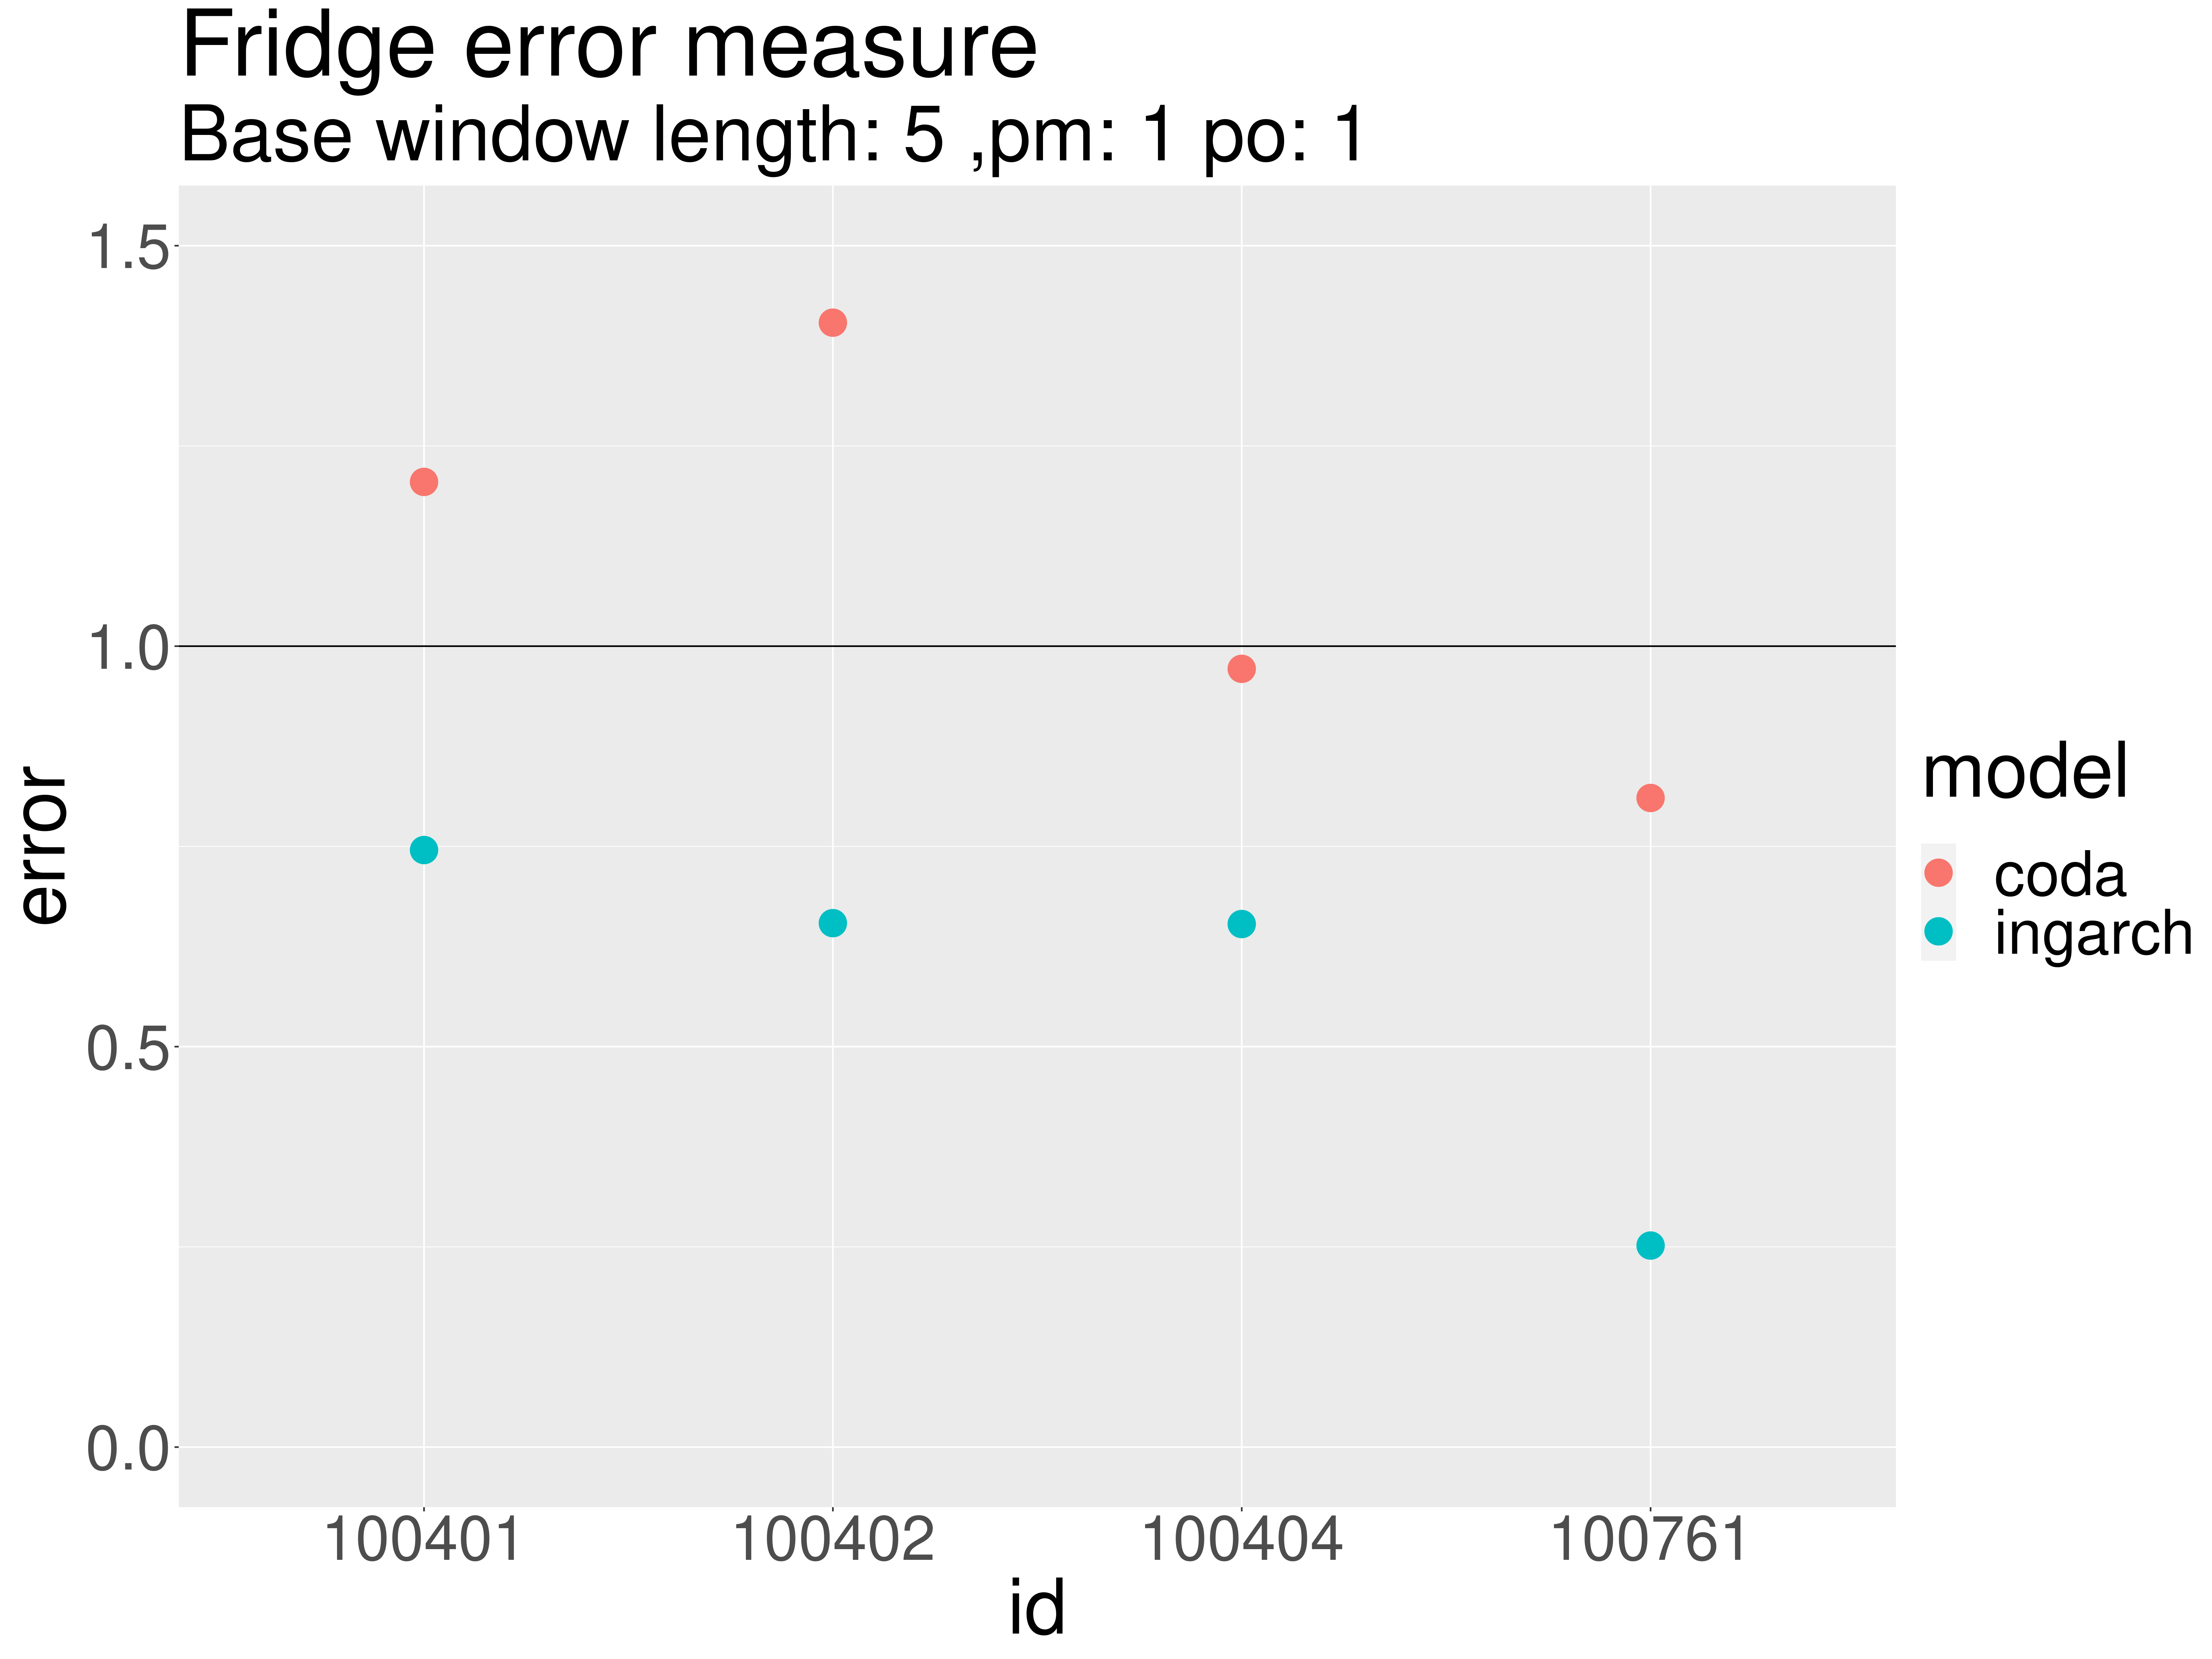 Fridge error measure
Base window length: 5 ,pm: 1 po: 1
1.5
1.0
0.5
0.0
error
100401 100402 100404 100761
id
model
coda
ingarch